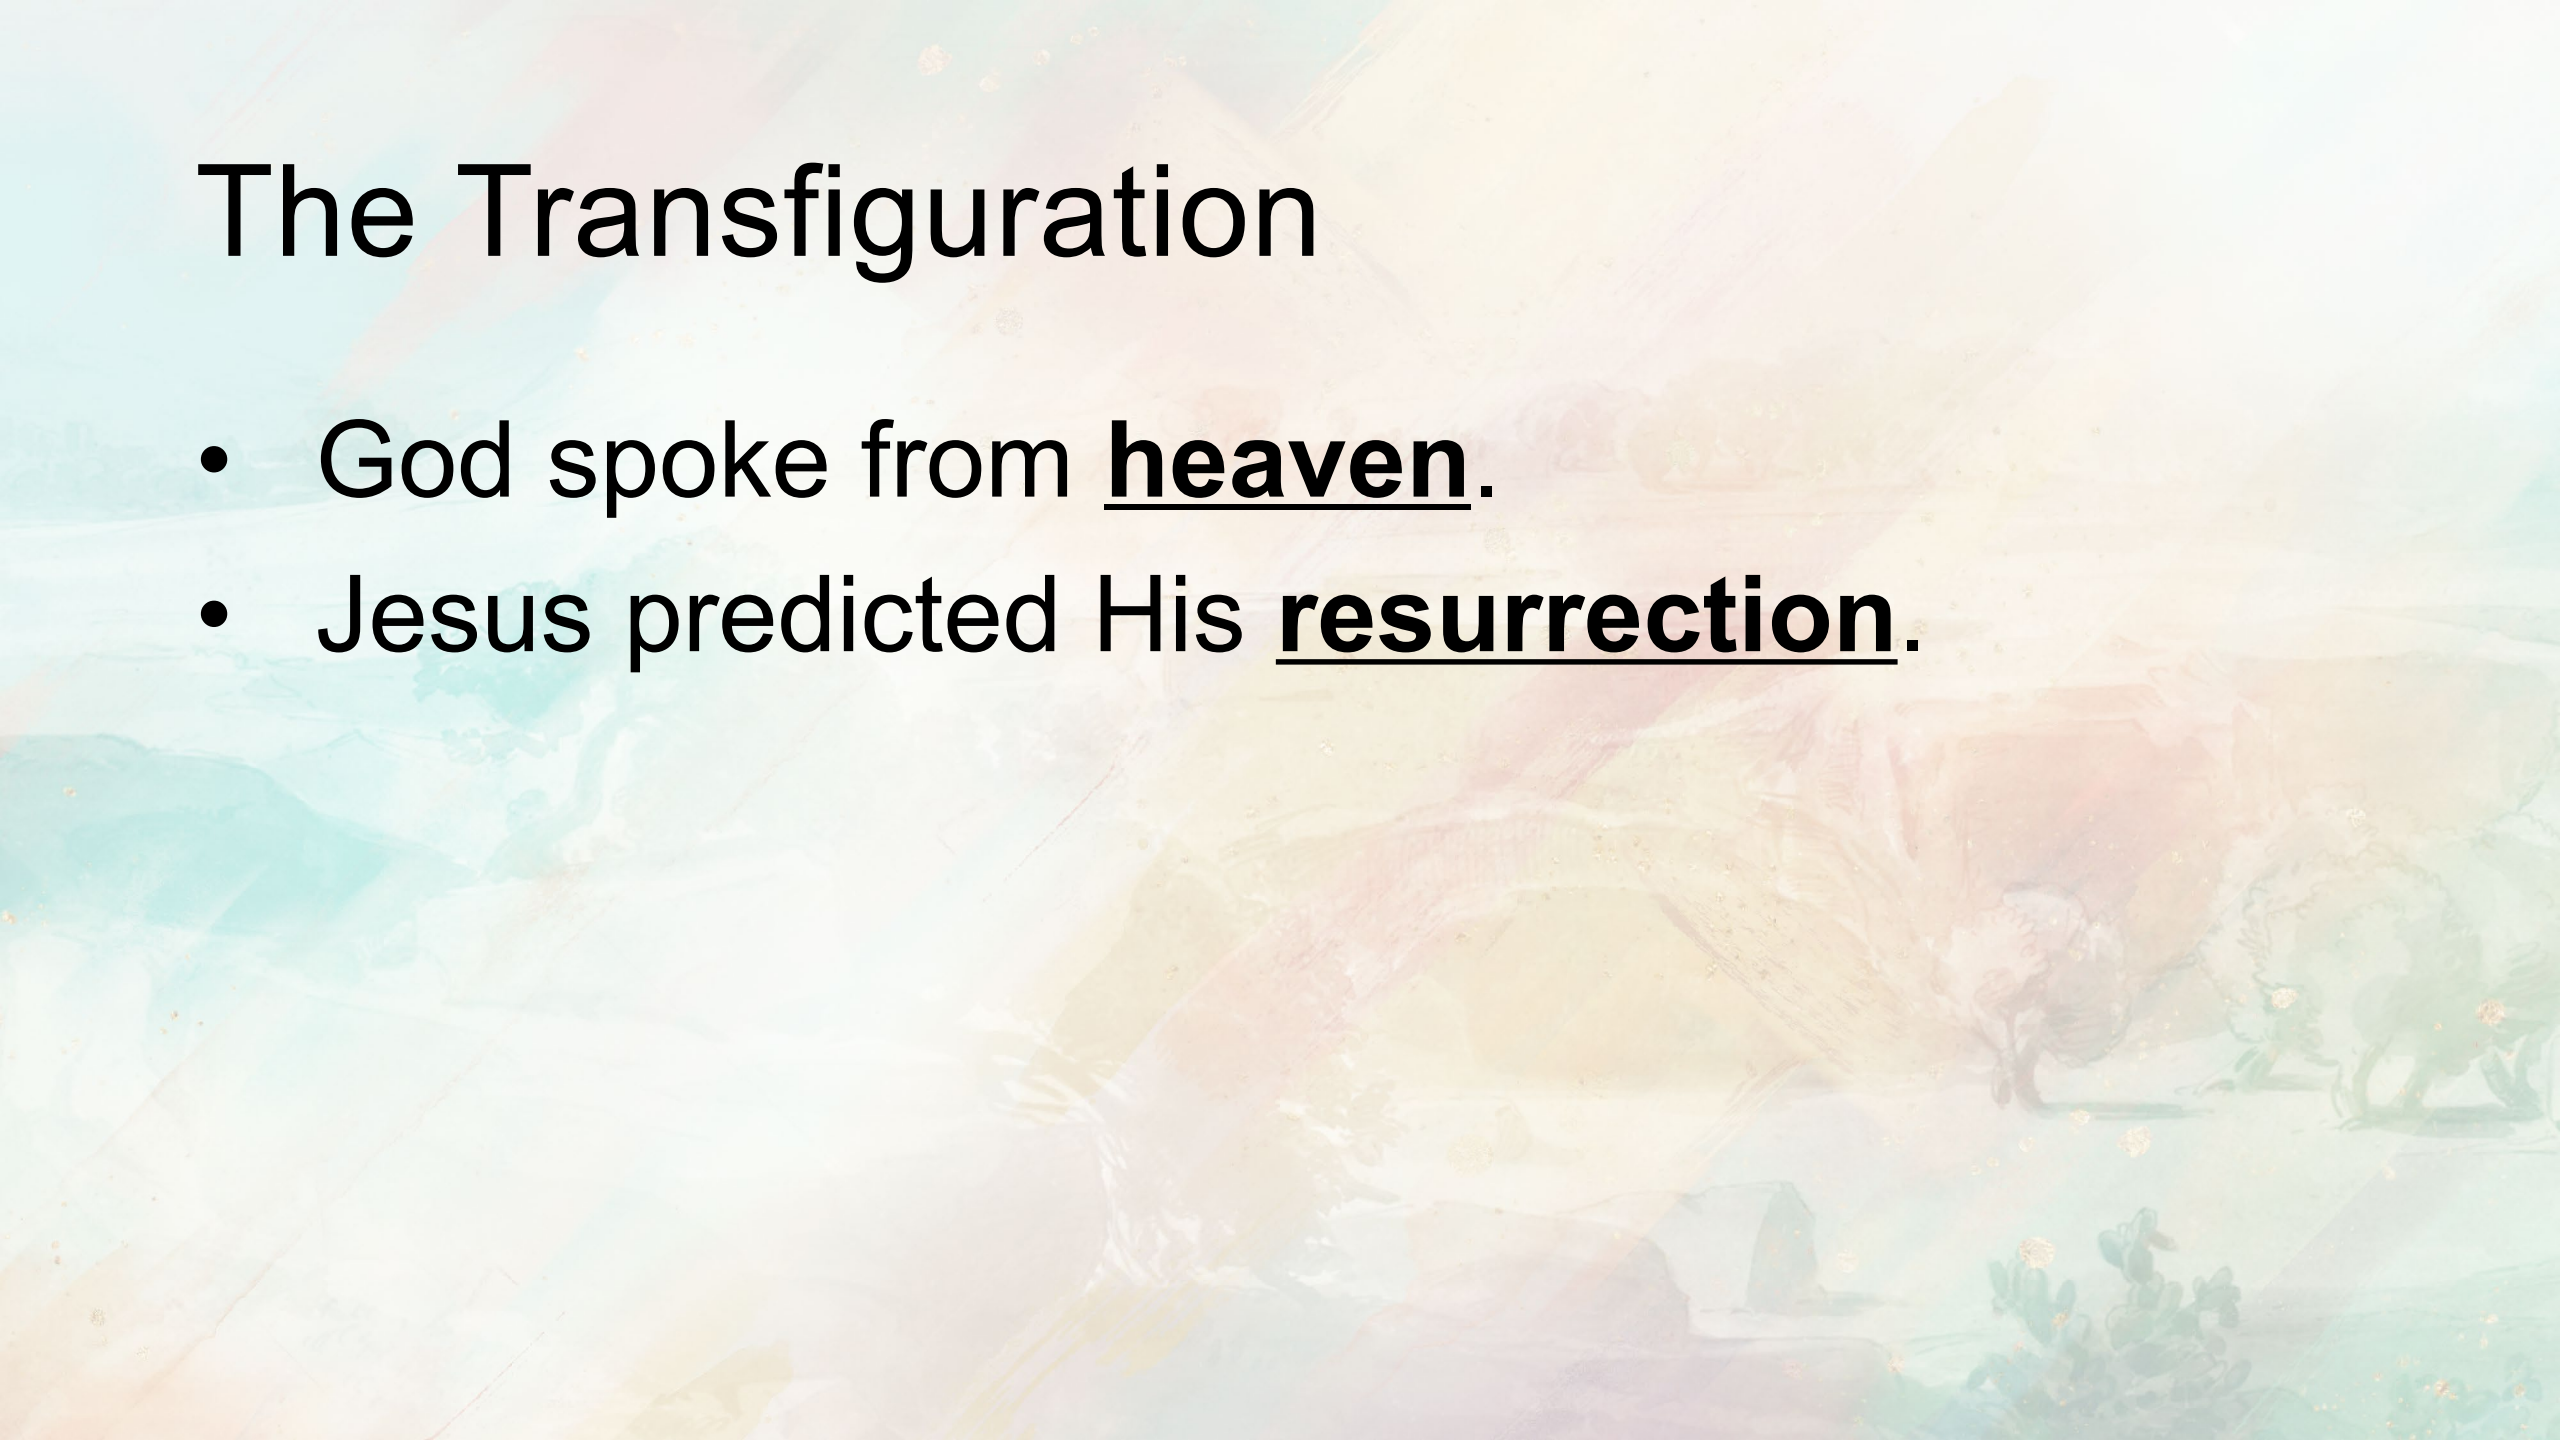 The Transfiguration
• God spoke from heaven.
• Jesus predicted His resurrection.